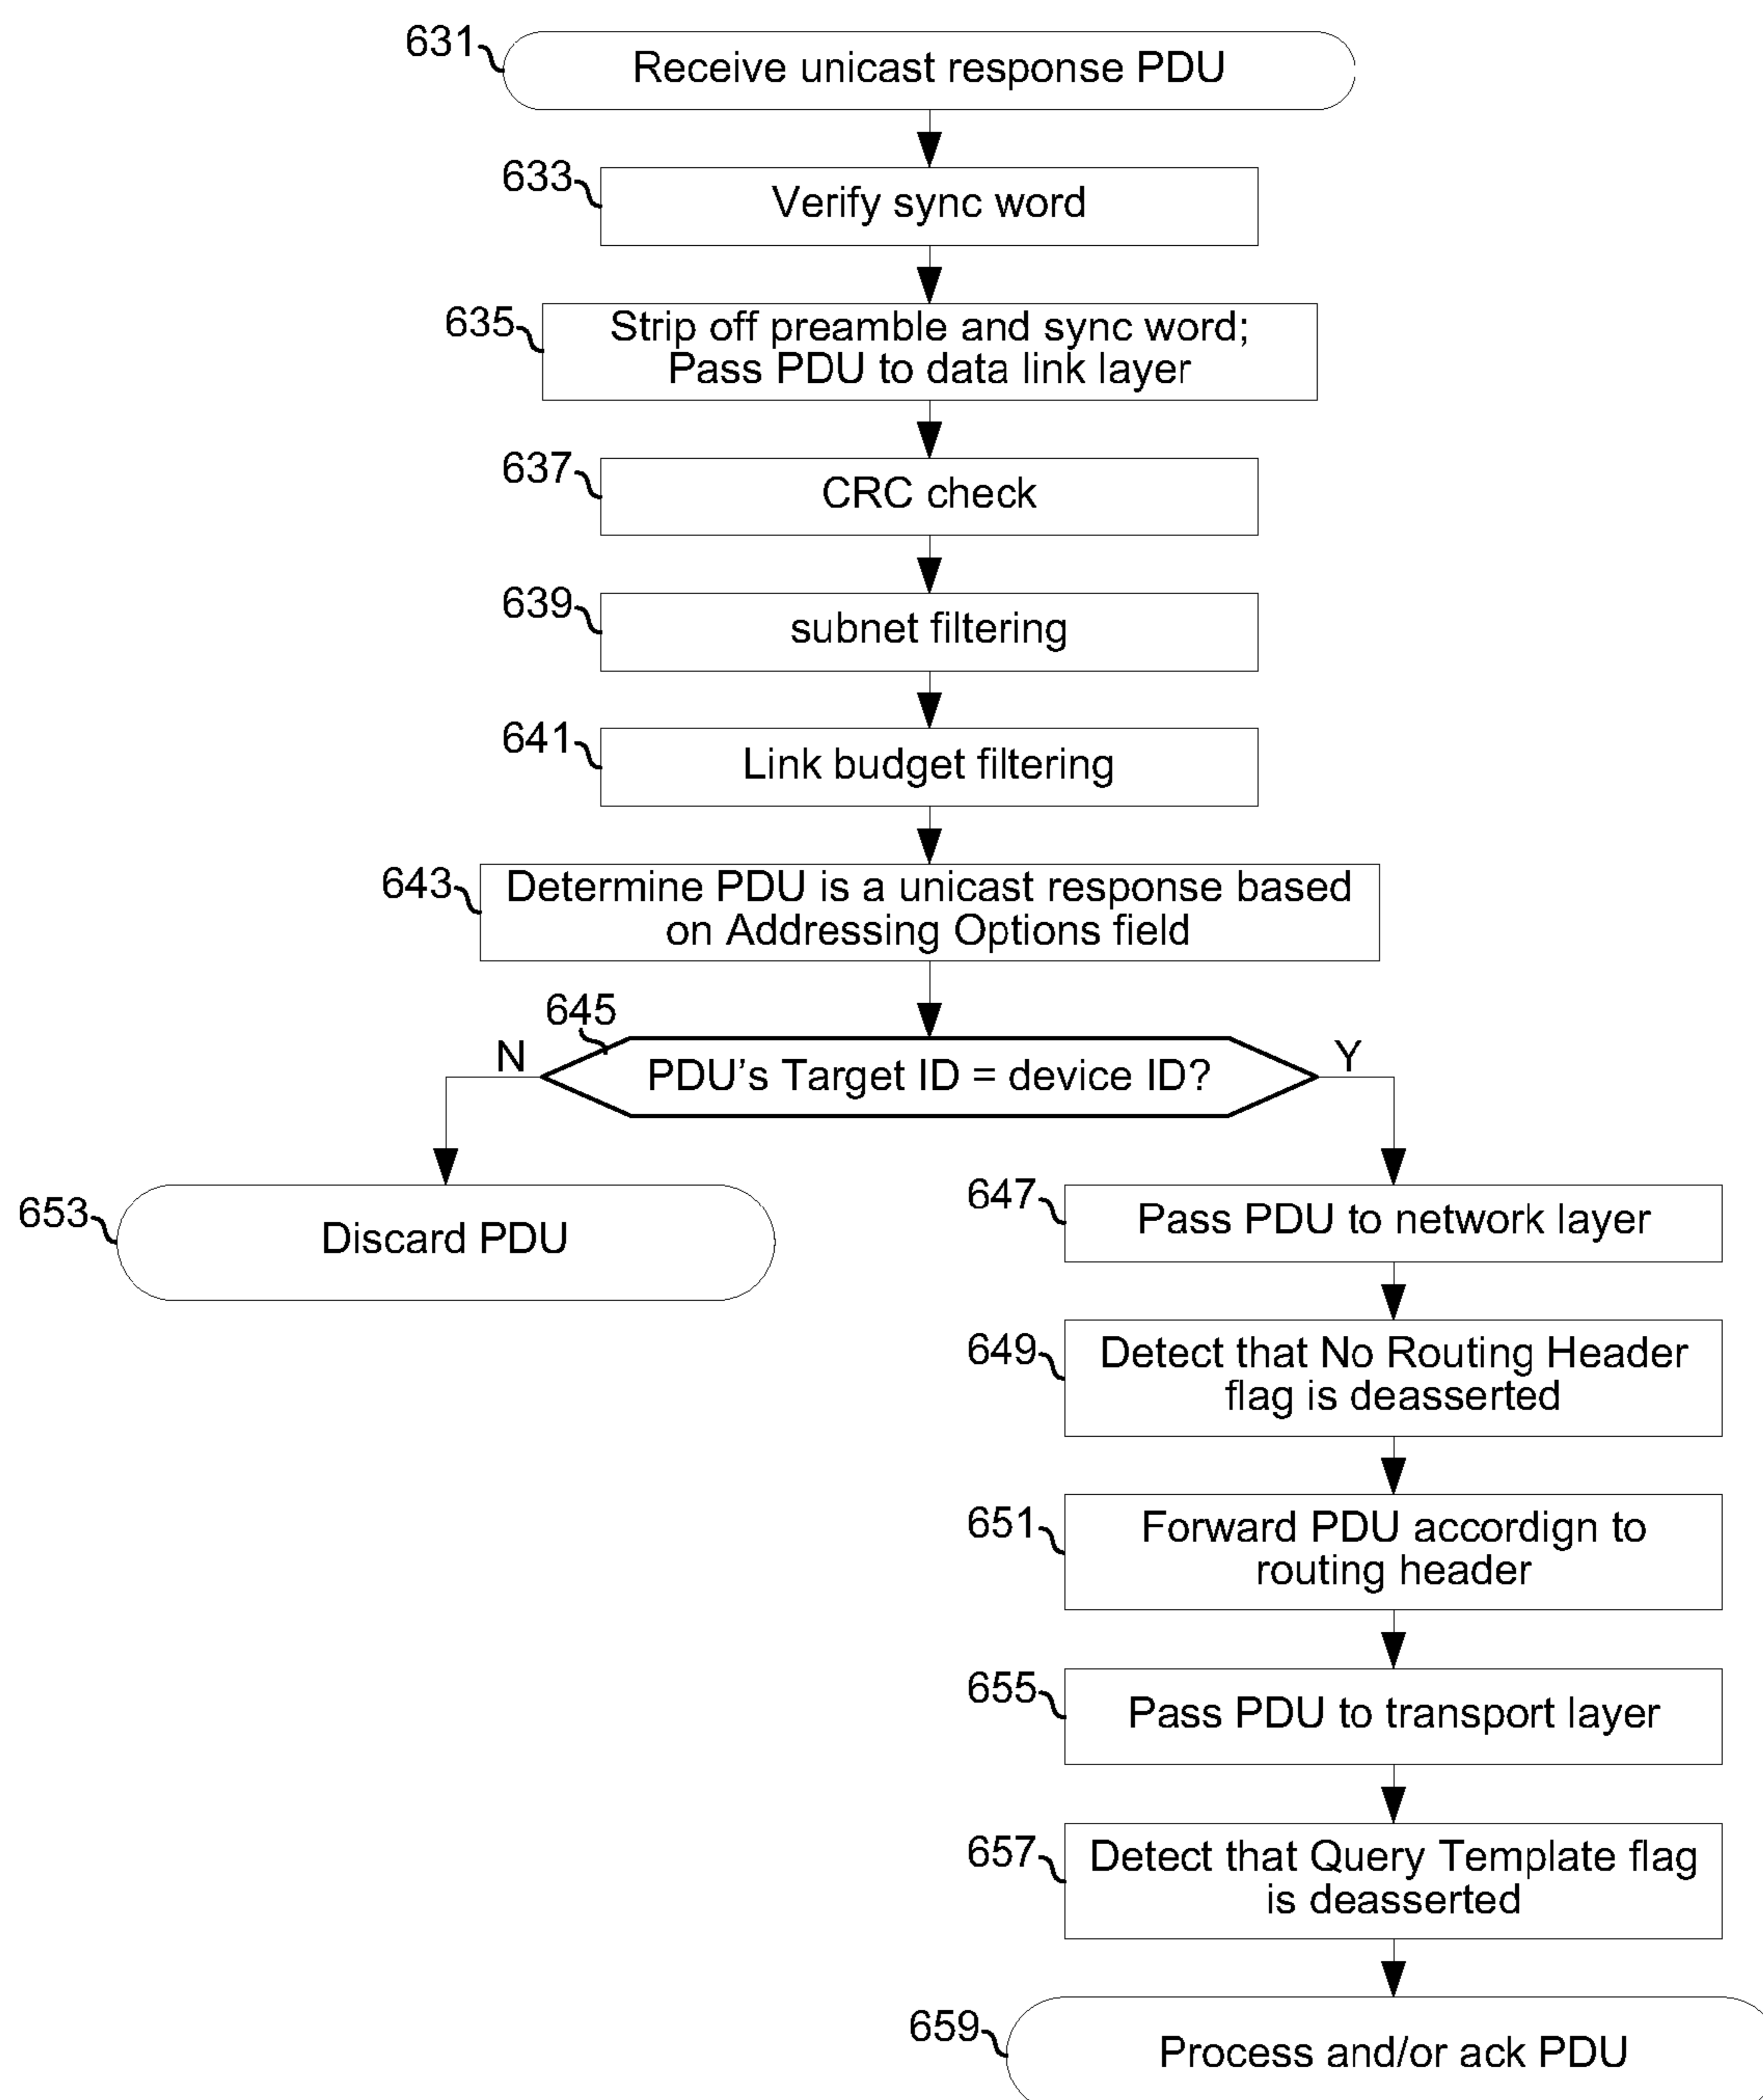 631
Receive unicast response PDU
633
Verify sync word
635
Strip off preamble and sync word;
Pass PDU to data link layer
637
CRC check
639
subnet filtering
641
Link budget filtering
643
Determine PDU is a unicast response based
on Addressing Options field
645
N
PDU's Target ID = device ID?
Y
653
Discard PDU
647
Pass PDU to network layer
649
Detect that No Routing Header
flag is deasserted
651
Forward PDU accordign to
routing header
655
Pass PDU to transport layer
657
Detect that Query Template flag
is deasserted
659
Process and/or ack PDU